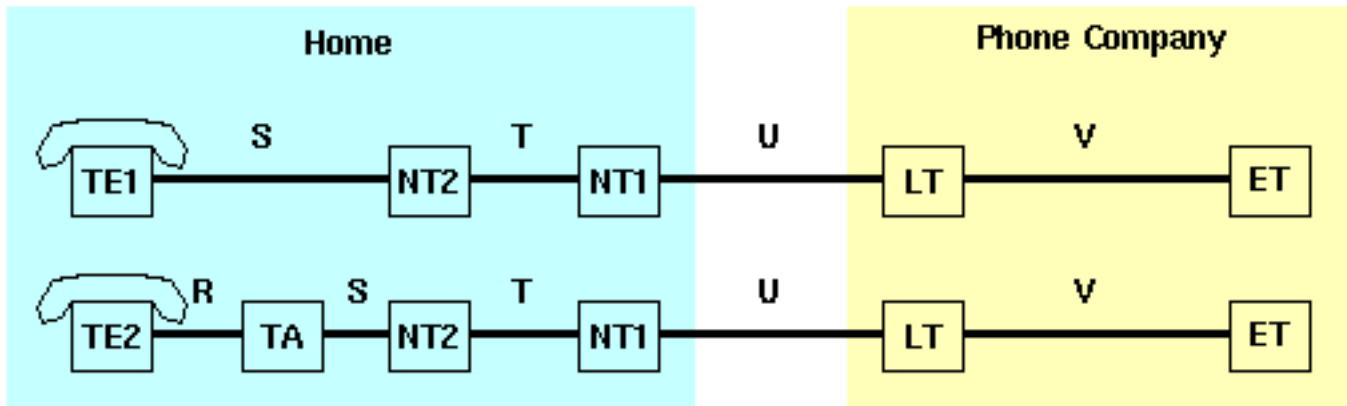 Home
Phone Company
S T U V
TE1 NT2 NT1 LT ET
R S T U V
TE2 TA NT2 NT1 LT ET